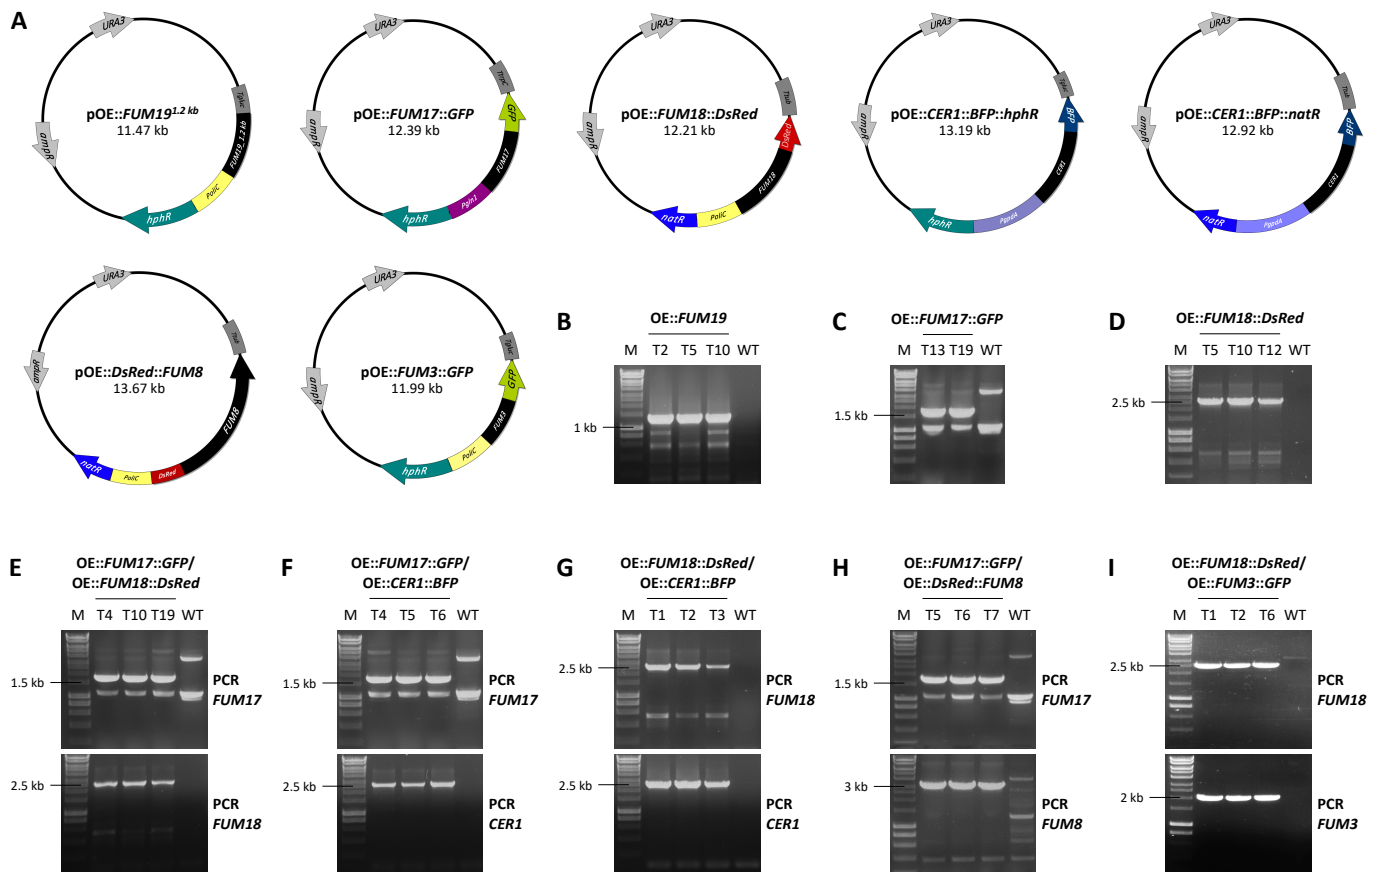 A
URA3
ampR
pOE::FUM19^1.2 kb
11.47 kb
Tgluc
FUM19_1.2 kb
PoliC
hphR
URA3
ampR
pOE::FUM17::GFP
12.39 kb
TtrpC
GFP
FUM17
Pgln1
hphR
URA3
ampR
pOE::FUM18::DsRed
12.21 kb
Ttub
DsRed
FUM18
PoliC
natR
URA3
ampR
pOE::CER1::BFP::hphR
13.19 kb
Tgluc
BFP
CER1
PgpdA
hphR
URA3
ampR
pOE::CER1::BFP::natR
12.92 kb
Ttub
BFP
CER1
PgpdA
natR
URA3
ampR
pOE::DsRed::FUM8
13.67 kb
Ttub
FUM8
DsRed
PoliC
natR
URA3
ampR
pOE::FUM3::GFP
11.99 kb
Tgluc
GFP
FUM3
PoliC
hphR
B
OE::FUM19
M T2 T5 T10 WT
1 kb
C
OE::FUM17::GFP
M T13 T19 WT
1.5 kb
D
OE::FUM18::DsRed
M T5 T10 T12 WT
2.5 kb
E
OE::FUM17::GFP/
OE::FUM18::DsRed
M T4 T10 T19 WT
1.5 kb
PCR
FUM17
2.5 kb
PCR
FUM18
F
OE::FUM17::GFP/
OE::CER1::BFP
M T4 T5 T6 WT
1.5 kb
PCR
FUM17
2.5 kb
PCR
CER1
G
OE::FUM18::DsRed/
OE::CER1::BFP
M T1 T2 T3 WT
2.5 kb
PCR
FUM18
2.5 kb
PCR
CER1
H
OE::FUM17::GFP/
OE::DsRed::FUM8
M T5 T6 T7 WT
1.5 kb
PCR
FUM17
3 kb
PCR
FUM8
I
OE::FUM18::DsRed/
OE::FUM3::GFP
M T1 T2 T6 WT
2.5 kb
PCR
FUM18
2 kb
PCR
FUM3